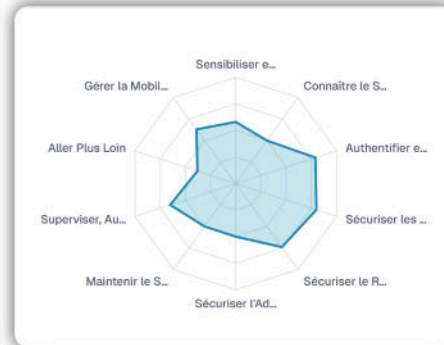 Sensibiliser e...
Gérer la Mobil...
Connaître le S...
Aller Plus Loin
Authentifier e...
Superviser, Au...
Sécuriser les ...
Maintenir le S...
Sécuriser le R...
Sécuriser l'Ad...